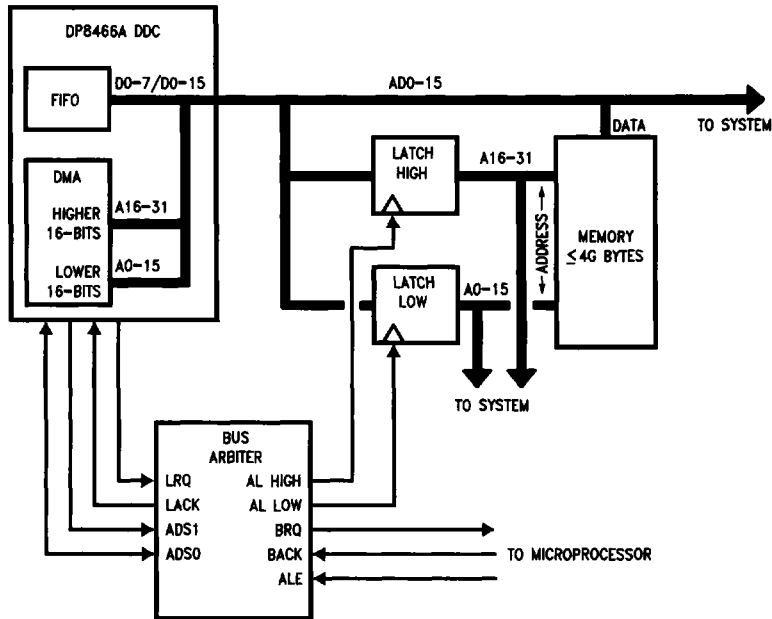 DP8466A DDC
FIFO
D0-7/D0-15
AD0-15
TO SYSTEM
DATA
DMA
HIGHER
16-BITS
A16-31
LOWER
16-BITS
A0-15
LATCH
HIGH
A16-31
LATCH
LOW
A0-15
ADDRESS
MEMORY
≤ 4G BYTES
TO SYSTEM
BUS
ARBITER
LRQ
AL HIGH
LACK
AL LOW
ADS1
BRQ
ADS0
BACK
TO MICROPROCESSOR
ALE